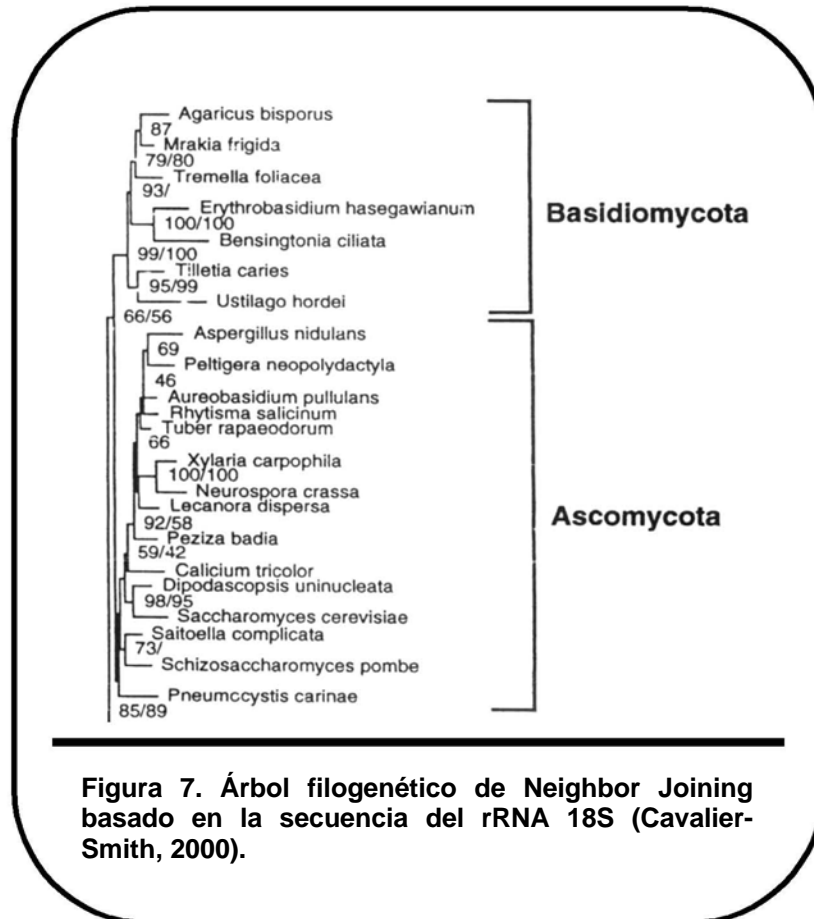 Agaricus bisporus
87
Mrakia frigida
79/80
Tremella foliacea
93/
Erythrobasidium hasegawianum
100/100
Bensingtonia ciliata
99/100
Tilletia caries
95/99
Ustilago hordei
66/56
Basidiomycota
Aspergillus nidulans
69
Peltigera neopolydactyla
46
Aureobasidium pullulans
Rhytisma salicinum
Tuber rapaeodorum
66
Xylaria carpophila
100/100
Neurospora crassa
Lecanora dispersa
92/58
Peziza badia
59/42
Calicium tricolor
Dipodascopsis uninucleata
98/95
Saccharomyces cerevisiae
Saitoella complicata
73/
Schizosaccharomyces pombe
Pneumccystis carinae
85/89
Ascomycota
Figura 7. Árbol filogenético de Neighbor Joining
basado en la secuencia del rRNA 18S (Cavalier-
Smith, 2000).